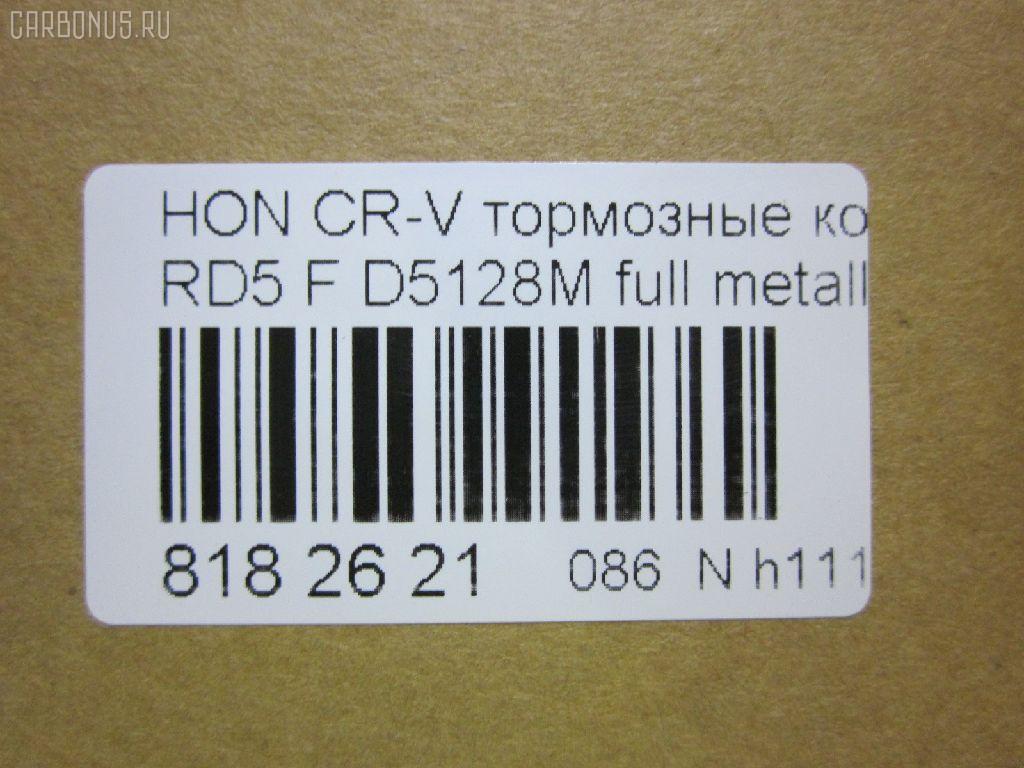 CARBONUS.RU
HON CR-V тормозные ко
RD5 F D5128M full metall
818 26 21 086 N h111